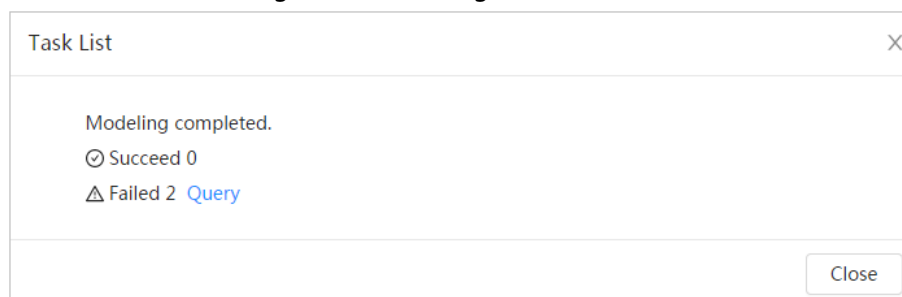 Task List
Modeling completed.
Succeed 0
Failed 2 Query
Close